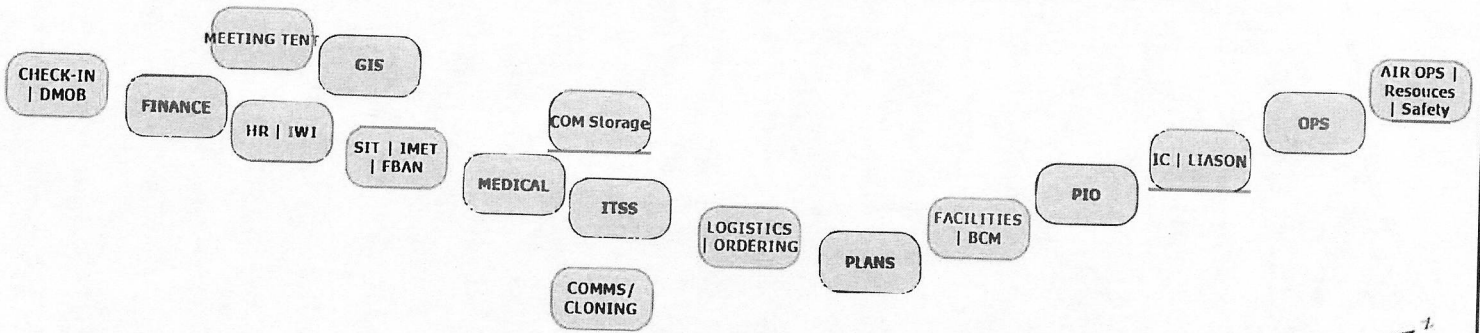 MEETING TENT
GIS
CHECK-IN
| DMOB
FINANCE
HR | IWI
SIT | IMET
| FBAN
COM Storage
MEDICAL
ITSS
COMMS/
CLONING
LOGISTICS
| ORDERING
PLANS
FACILITIES
| BCM
PIO
IC | LIASON
OPS
AIR OPS |
Resouces
| Safety